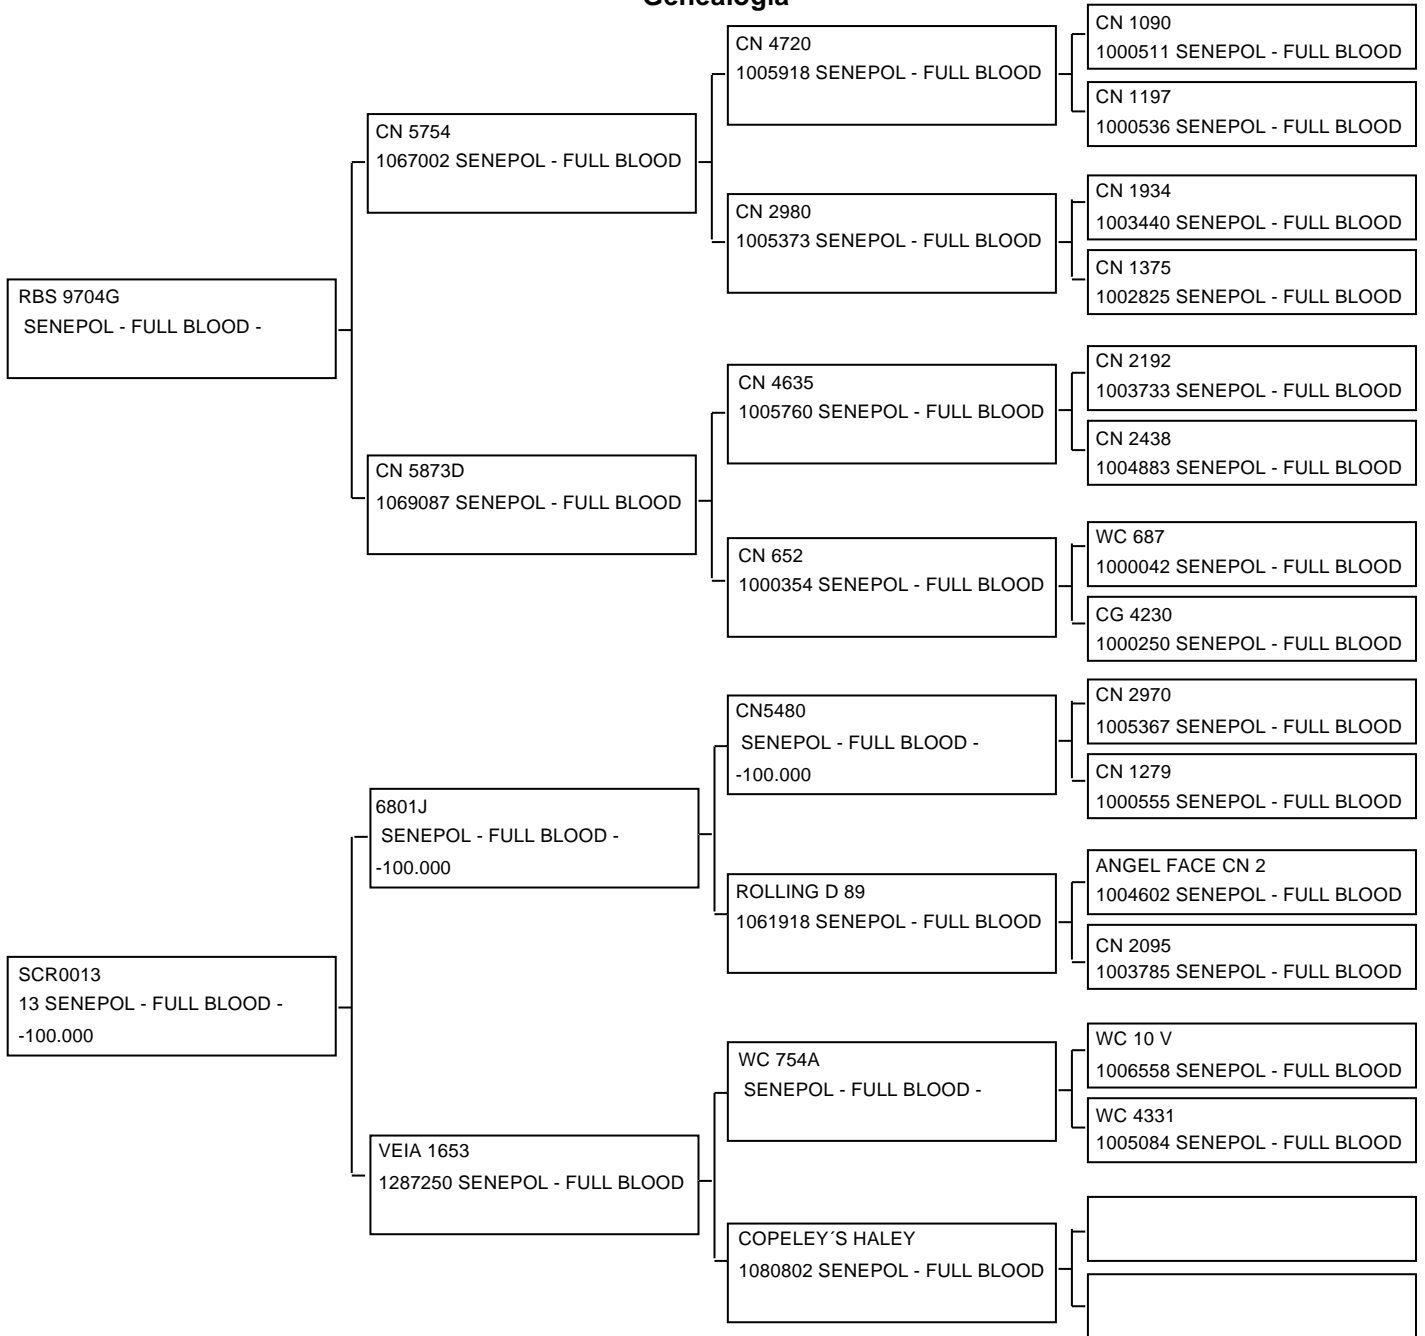 Genealogia
CN 1090
1000511 SENEPOL - FULL BLOOD
CN 4720
1005918 SENEPOL - FULL BLOOD
CN 1197
1000536 SENEPOL - FULL BLOOD
CN 5754
1067002 SENEPOL - FULL BLOOD
CN 1934
1003440 SENEPOL - FULL BLOOD
CN 2980
1005373 SENEPOL - FULL BLOOD
CN 1375
1002825 SENEPOL - FULL BLOOD
RBS 9704G
SENEPOL - FULL BLOOD -
CN 2192
1003733 SENEPOL - FULL BLOOD
CN 4635
1005760 SENEPOL - FULL BLOOD
CN 2438
1004883 SENEPOL - FULL BLOOD
CN 5873D
1069087 SENEPOL - FULL BLOOD
WC 687
1000042 SENEPOL - FULL BLOOD
CN 652
1000354 SENEPOL - FULL BLOOD
CG 4230
1000250 SENEPOL - FULL BLOOD
CN 2970
1005367 SENEPOL - FULL BLOOD
CN5480
SENEPOL - FULL BLOOD -
-100.000
CN 1279
1000555 SENEPOL - FULL BLOOD
6801J
SENEPOL - FULL BLOOD -
-100.000
ANGEL FACE CN 2
1004602 SENEPOL - FULL BLOOD
ROLLING D 89
1061918 SENEPOL - FULL BLOOD
CN 2095
1003785 SENEPOL - FULL BLOOD
SCR0013
13 SENEPOL - FULL BLOOD -
-100.000
WC 10 V
1006558 SENEPOL - FULL BLOOD
WC 754A
SENEPOL - FULL BLOOD -
WC 4331
1005084 SENEPOL - FULL BLOOD
VEIA 1653
1287250 SENEPOL - FULL BLOOD
COPELEY´S HALEY
1080802 SENEPOL - FULL BLOOD